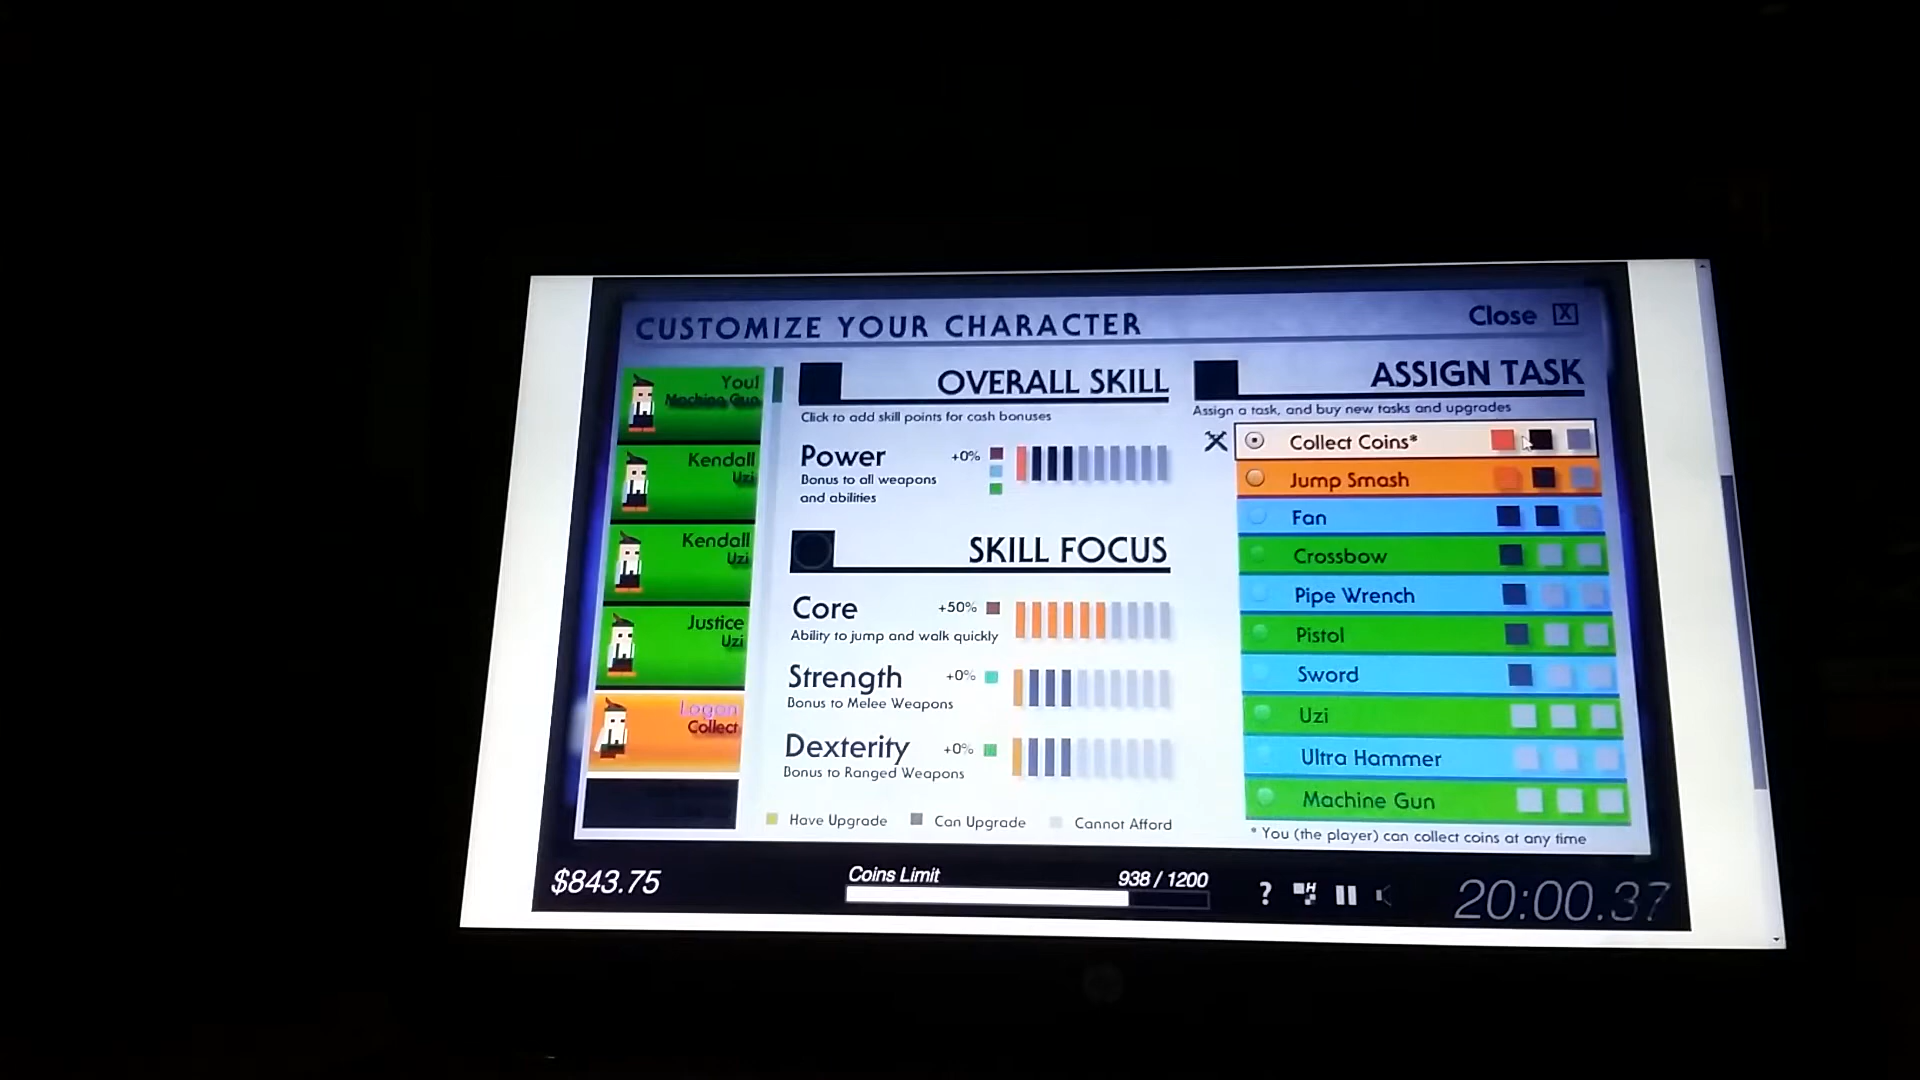 CUSTOMIZE YOUR CHARACTER
Close X
You!
Machine Gun
Kendall
Uzi
Kendall
Uzi
Justice
Uzi
Logan
Collect
OVERALL SKILL
Click to add skill points for cash bonuses
Power +0%
Bonus to all weapons
and abilities
SKILL FOCUS
Core +50%
Ability to jump and walk quickly
Strength +0%
Bonus to Melee Weapons
Dexterity +0%
Bonus to Ranged Weapons
Have Upgrade Can Upgrade Cannot Afford
ASSIGN TASK
Assign a task, and buy new tasks and upgrades
Collect Coins*
Jump Smash
Fan
Crossbow
Pipe Wrench
Pistol
Sword
Uzi
Ultra Hammer
Machine Gun
* You (the player) can collect coins at any time
$843.75
Coins Limit 938 / 1200
? H
20:00.37